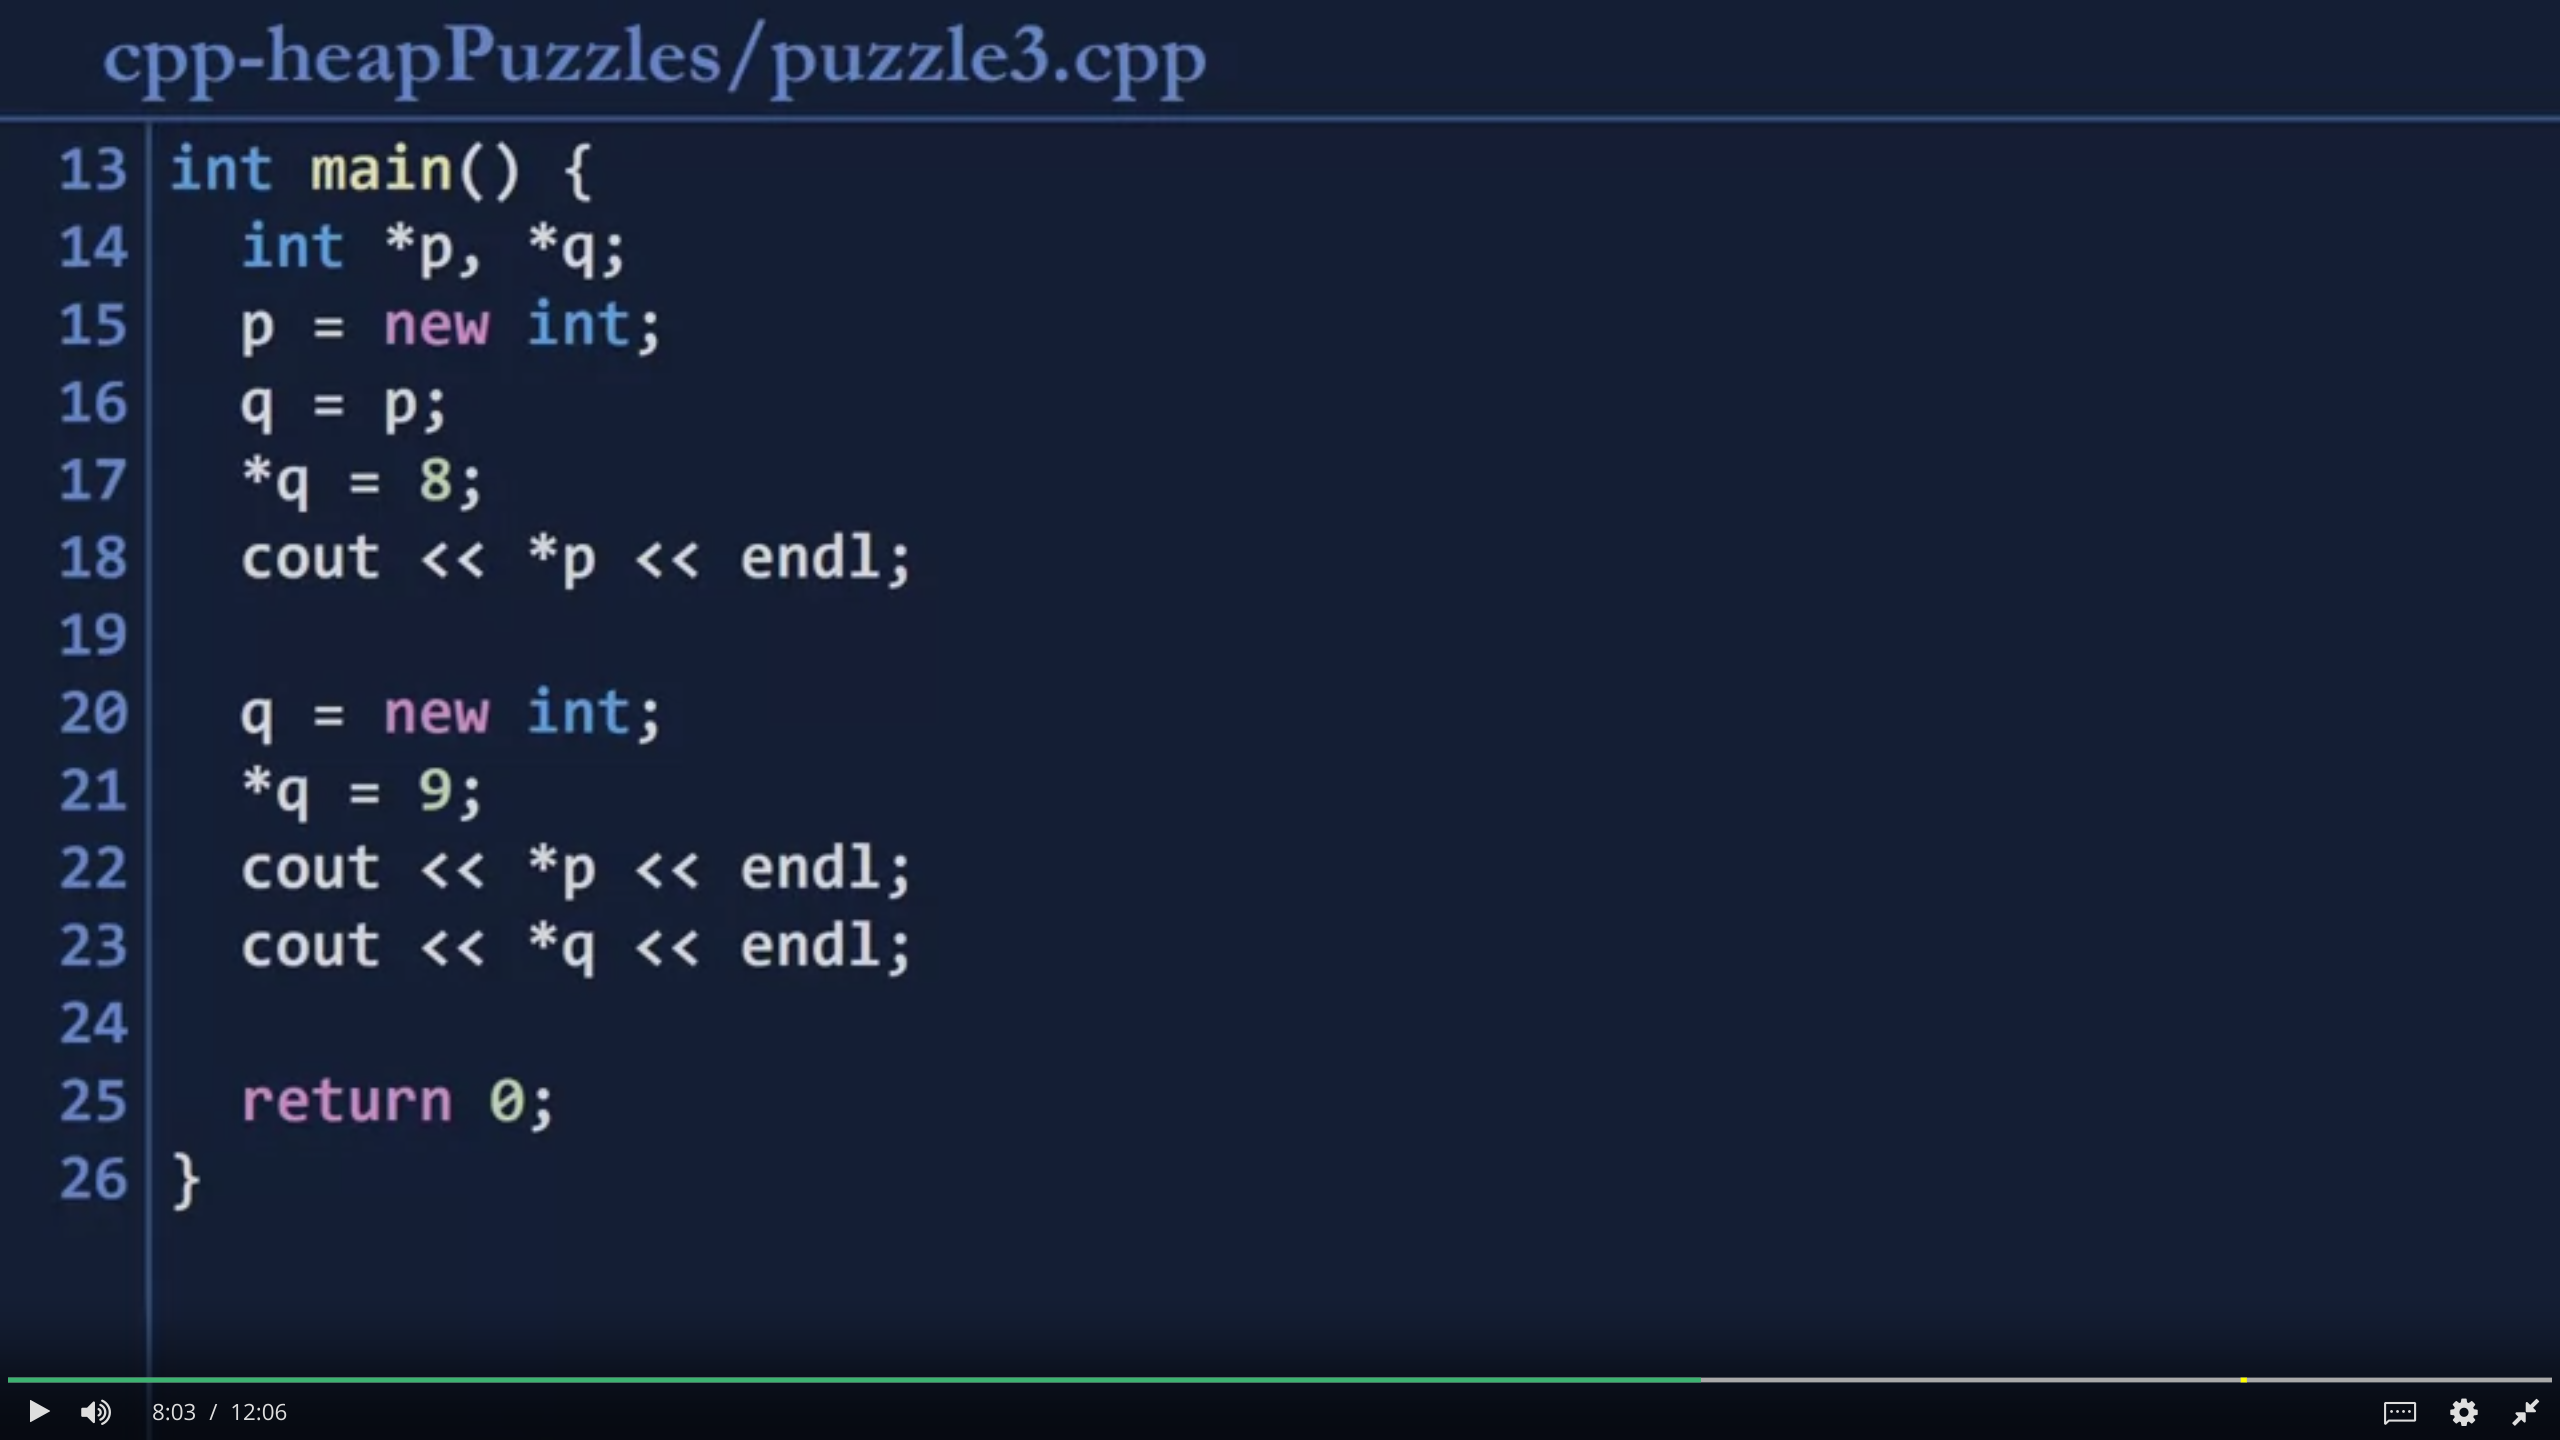 cpp-heapPuzzles/puzzle3.cpp
13 int main() {
14   int *p, *q;
15   p = new int;
16   q = p;
17   *q = 8;
18   cout << *p << endl;
19
20   q = new int;
21   *q = 9;
22   cout << *p << endl;
23   cout << *q << endl;
24
25   return 0;
26 }
8:03 / 12:06